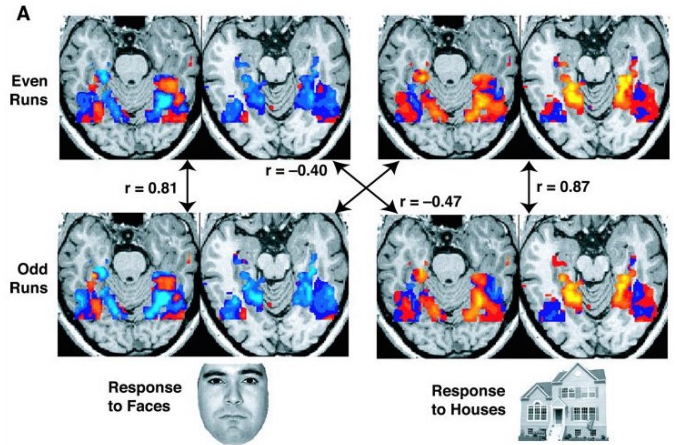 A
Even
Runs
r = 0.81
r = –0.40
r = –0.47
r = 0.87
Odd
Runs
Response
to Faces
Response
to Houses